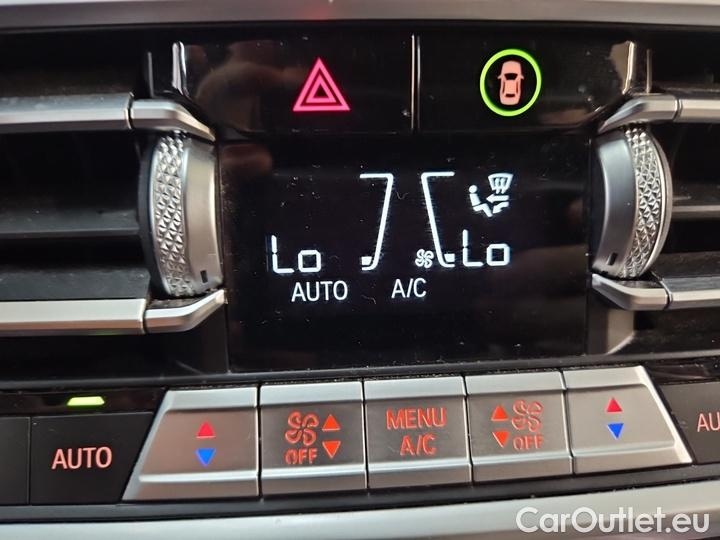 Lo Lo
AUTO A/C
AUTO OFF MENU A/C OFF AU
CarOutlet.eu